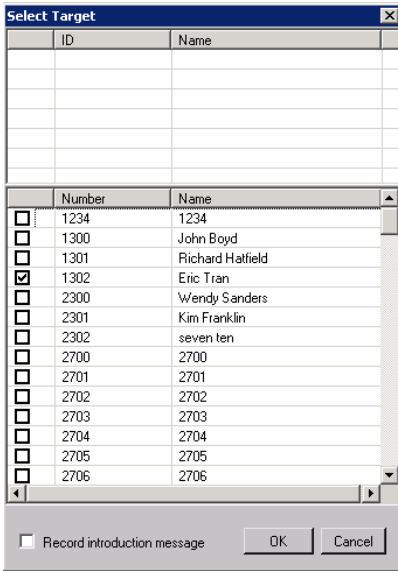 Select Target
ID Name
Number Name
1234 1234
1300 John Boyd
1301 Richard Hatfield
1302 Eric Tran
2300 Wendy Sanders
2301 Kim Franklin
2302 seven ten
2700 2700
2701 2701
2702 2702
2703 2703
2704 2704
2705 2705
2706 2706
Record introduction message OK Cancel